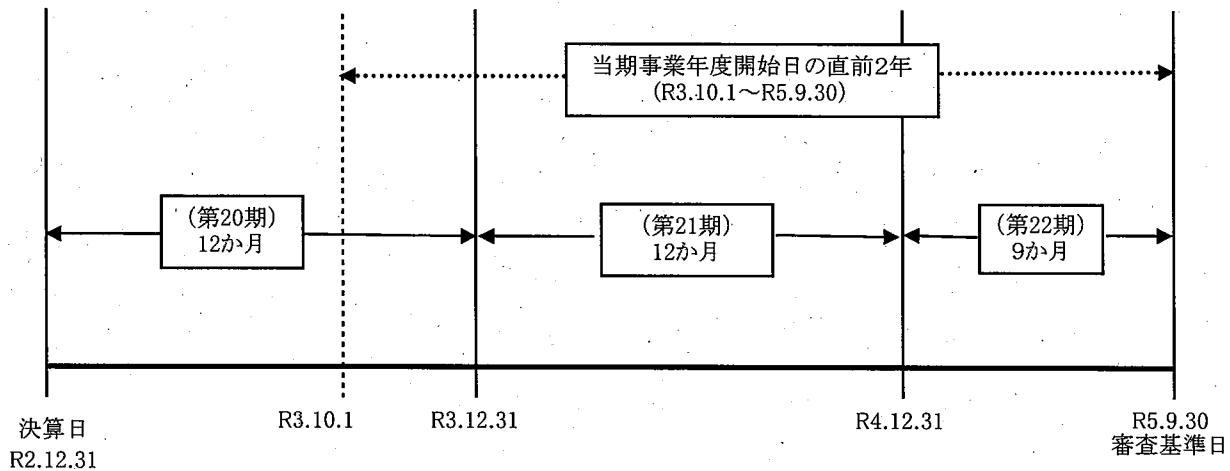 当期事業年度開始日の直前2年
(R3.10.1～R5.9.30)
(第20期)
12か月
(第21期)
12か月
(第22期)
9か月
決算日
R2.12.31
R3.10.1
R3.12.31
R4.12.31
R5.9.30
審査基準日